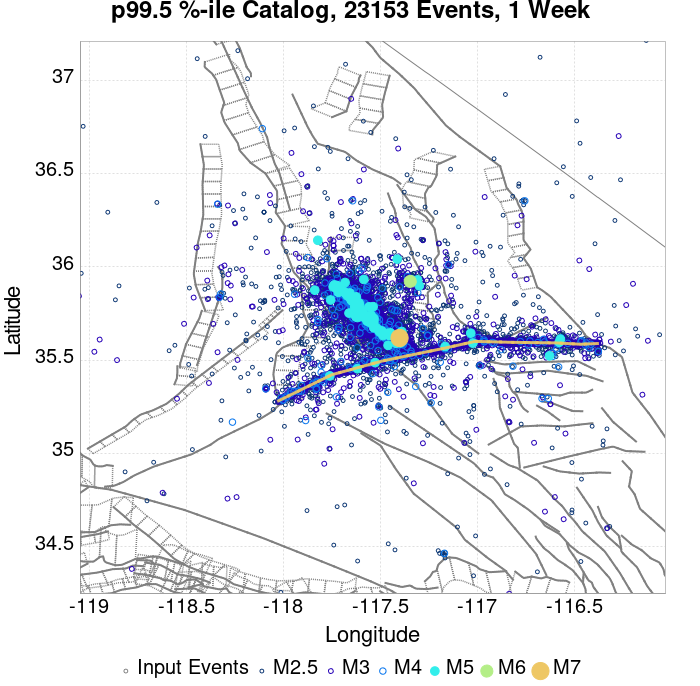 p99.5 %-ile Catalog, 23153 Events, 1 Week
37
36.5
36
35.5
35
34.5
Latitude
-119
-118.5
-118
-117.5
-117
-116.5
Longitude
Input Events
M2.5
M3
M4
M5
M6
M7